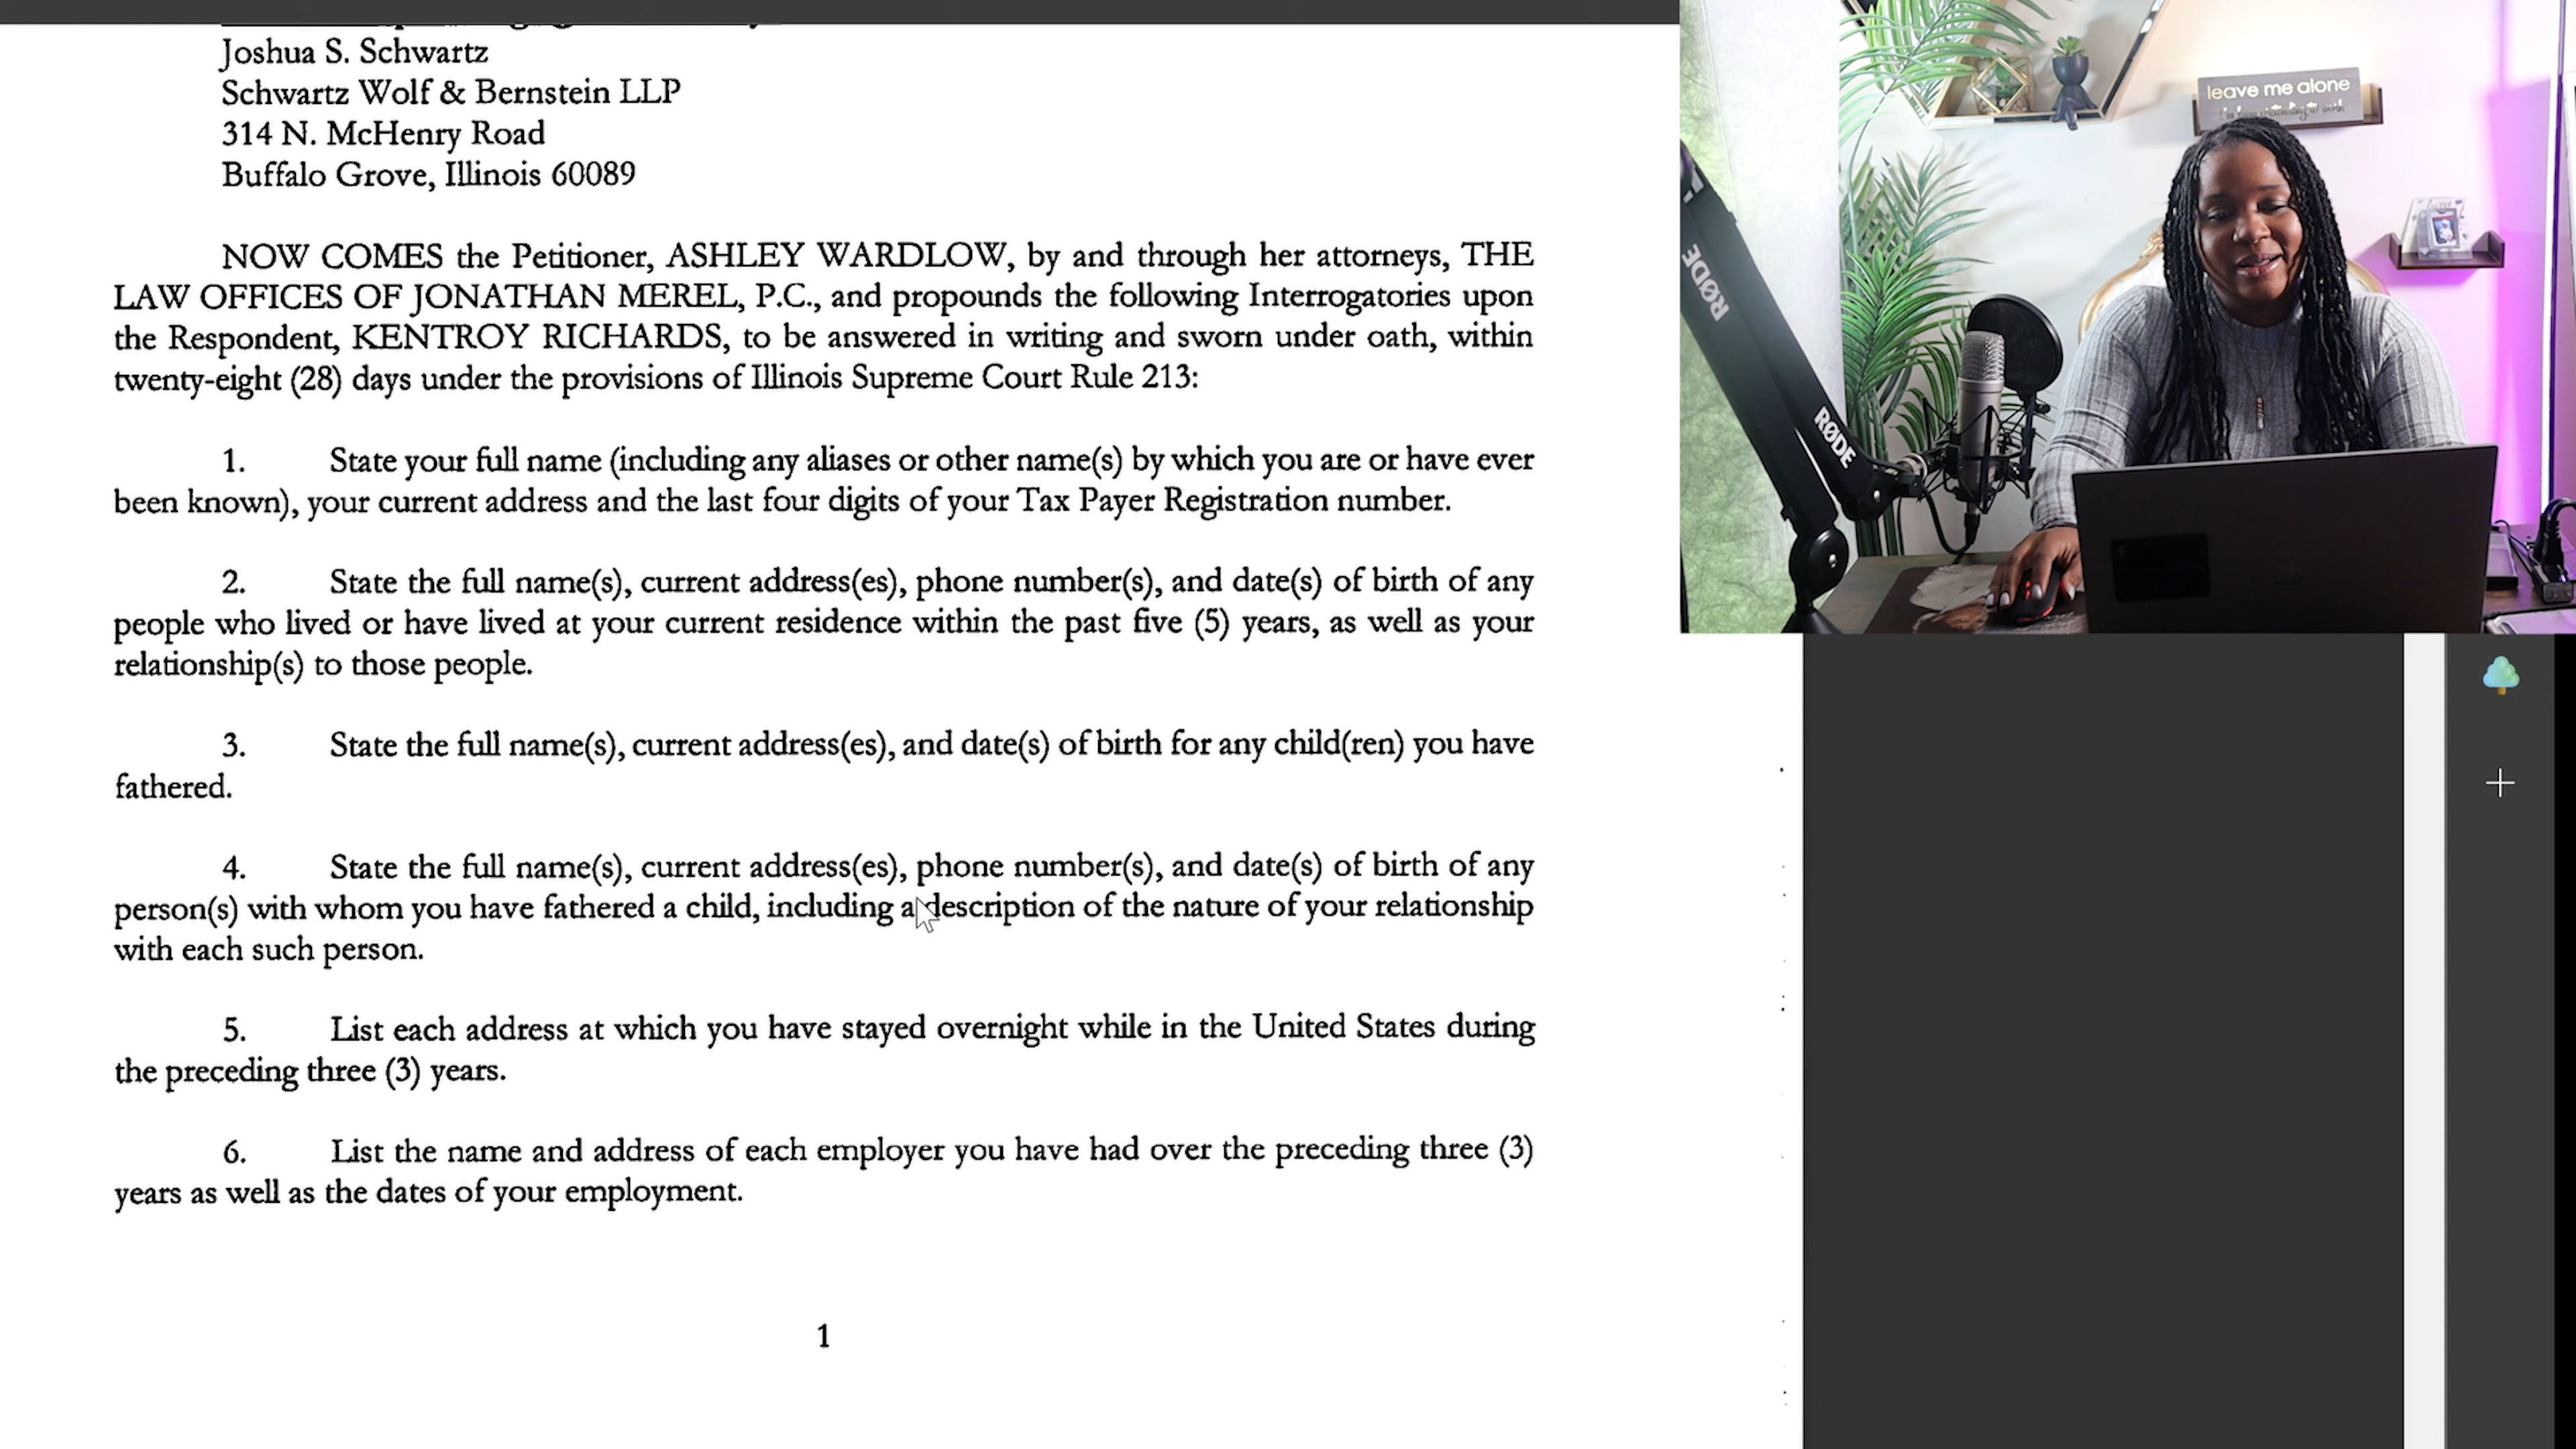 Joshua S. Schwartz
Schwartz Wolf & Bernstein LLP
314 N. McHenry Road
Buffalo Grove, Illinois 60089
NOW COMES the Petitioner, ASHLEY WARDLOW, by and through her attorneys, THE
LAW OFFICES OF JONATHAN MEREL, P.C., and propounds the following Interrogatories upon
the Respondent, KENTROY RICHARDS, to be answered in writing and sworn under oath, within
twenty-eight (28) days under the provisions of Illinois Supreme Court Rule 213:
1. State your full name (including any aliases or other name(s) by which you are or have ever
been known), your current address and the last four digits of your Tax Payer Registration number.
2. State the full name(s), current address(es), phone number(s), and date(s) of birth of any
people who lived or have lived at your current residence within the past five (5) years, as well as your
relationship(s) to those people.
3. State the full name(s), current address(es), and date(s) of birth for any child(ren) you have
fathered.
4. State the full name(s), current address(es), phone number(s), and date(s) of birth of any
person(s) with whom you have fathered a child, including a description of the nature of your relationship
with each such person.
5. List each address at which you have stayed overnight while in the United States during
the preceding three (3) years.
6. List the name and address of each employer you have had over the preceding three (3)
years as well as the dates of your employment.
1
leave me alone
RØDE
RØDE